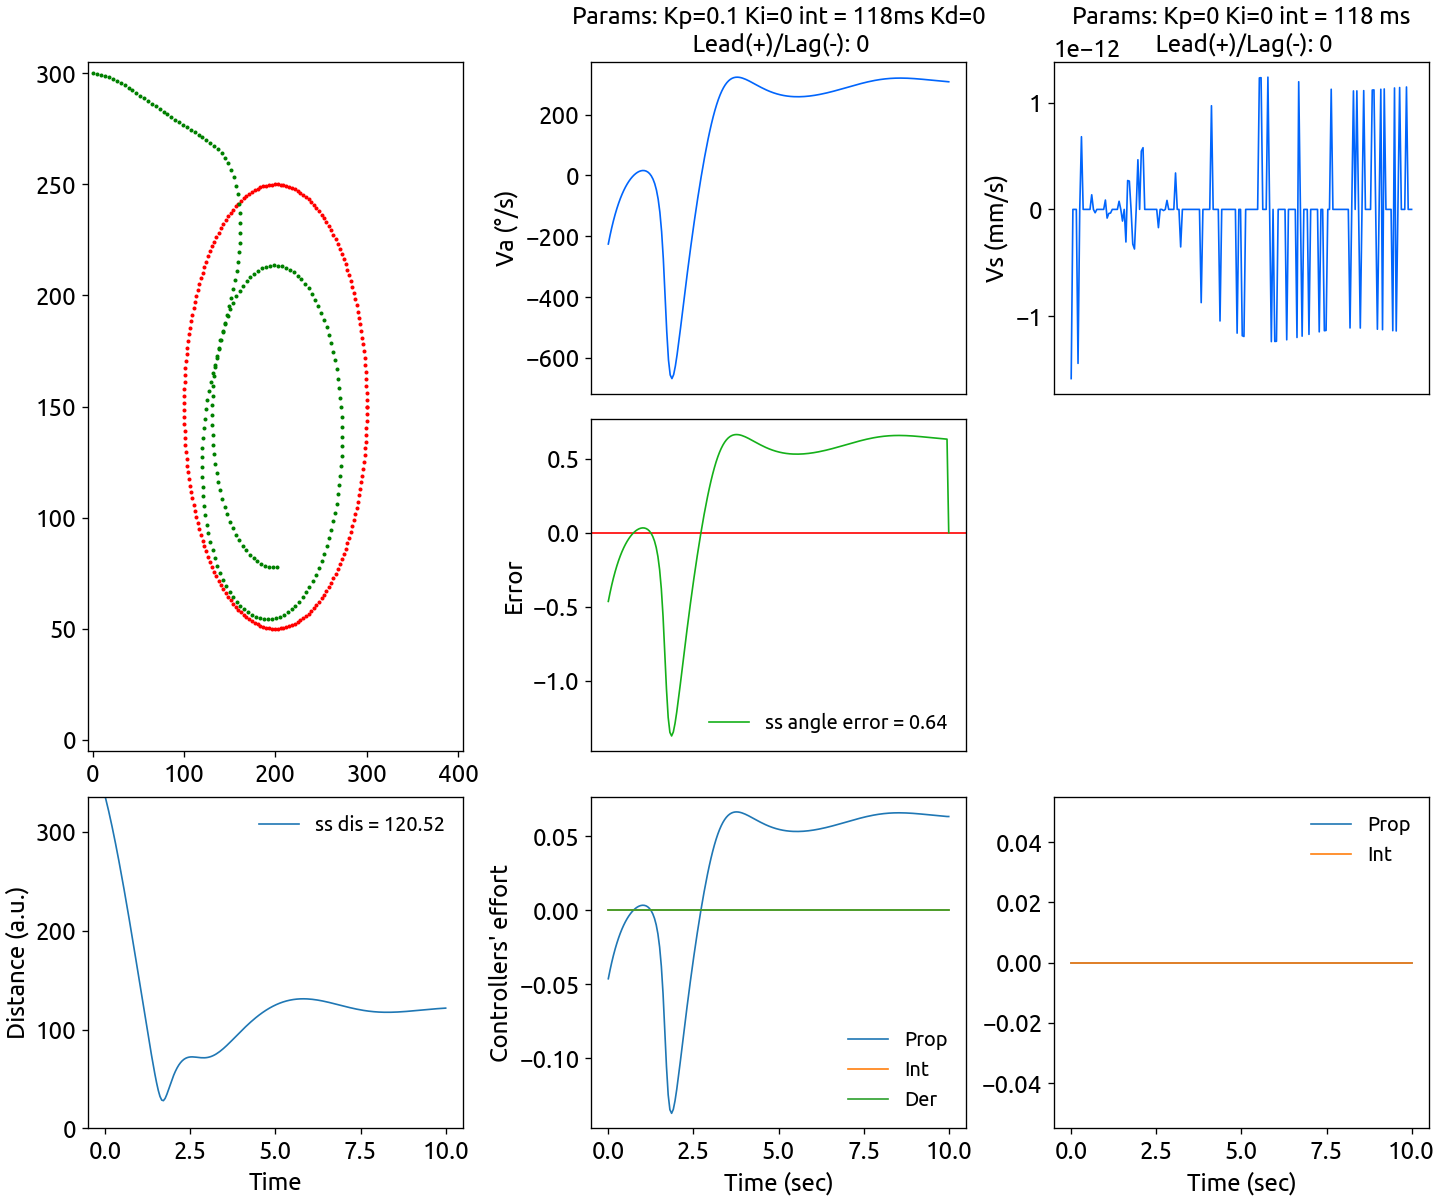 Params: Kp=0.1 Ki=0 int = 118ms Kd=0
Lead(+)/Lag(-): 0
Params: Kp=0 Ki=0 int = 118 ms
Lead(+)/Lag(-): 0
1e−12
300
250
200
150
100
50
0
0
100
200
300
400
Va (°/s)
200
0
−200
−400
−600
Vs (mm/s)
1
0
−1
Error
0.5
0.0
−0.5
−1.0
ss angle error = 0.64
Distance (a.u.)
300
200
100
0
ss dis = 120.52
0.0
2.5
5.0
7.5
10.0
Time
Controllers' effort
0.05
0.00
−0.05
−0.10
Prop
Int
Der
0.0
2.5
5.0
7.5
10.0
Time (sec)
0.04
0.02
0.00
−0.02
−0.04
Prop
Int
0.0
2.5
5.0
7.5
10.0
Time (sec)